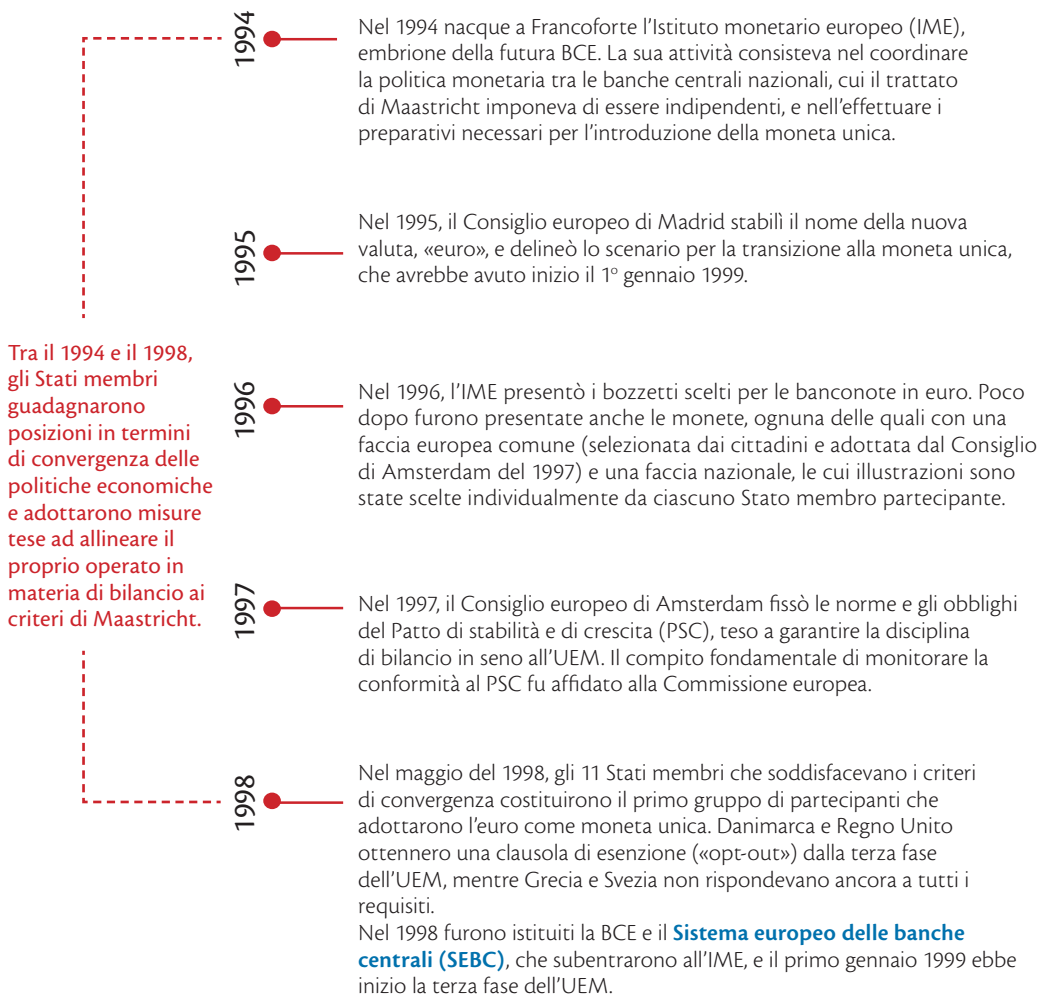 1994
Nel 1994 nacque a Francoforte l’Istituto monetario europeo (IME),
embrione della futura BCE. La sua attività consisteva nel coordinare
la politica monetaria tra le banche centrali nazionali, cui il trattato
di Maastricht imponeva di essere indipendenti, e nell’effettuare i
preparativi necessari per l’introduzione della moneta unica.
1995
Nel 1995, il Consiglio europeo di Madrid stabilì il nome della nuova
valuta, «euro», e delineò lo scenario per la transizione alla moneta unica,
che avrebbe avuto inizio il 1º gennaio 1999.
Tra il 1994 e il 1998,
gli Stati membri
guadagnarono
posizioni in termini
di convergenza delle
politiche economiche
e adottarono misure
tese ad allineare il
proprio operato in
materia di bilancio ai
criteri di Maastricht.
1996
Nel 1996, l’IME presentò i bozzetti scelti per le banconote in euro. Poco
dopo furono presentate anche le monete, ognuna delle quali con una
faccia europea comune (selezionata dai cittadini e adottata dal Consiglio
di Amsterdam del 1997) e una faccia nazionale, le cui illustrazioni sono
state scelte individualmente da ciascuno Stato membro partecipante.
1997
Nel 1997, il Consiglio europeo di Amsterdam fissò le norme e gli obblighi
del Patto di stabilità e di crescita (PSC), teso a garantire la disciplina
di bilancio in seno all’UEM. Il compito fondamentale di monitorare la
conformità al PSC fu affidato alla Commissione europea.
1998
Nel maggio del 1998, gli 11 Stati membri che soddisfacevano i criteri
di convergenza costituirono il primo gruppo di partecipanti che
adottarono l’euro come moneta unica. Danimarca e Regno Unito
ottennero una clausola di esenzione («opt-out») dalla terza fase
dell’UEM, mentre Grecia e Svezia non rispondevano ancora a tutti i
requisiti.
Nel 1998 furono istituiti la BCE e il Sistema europeo delle banche
centrali (SEBC), che subentrarono all’IME, e il primo gennaio 1999 ebbe
inizio la terza fase dell’UEM.